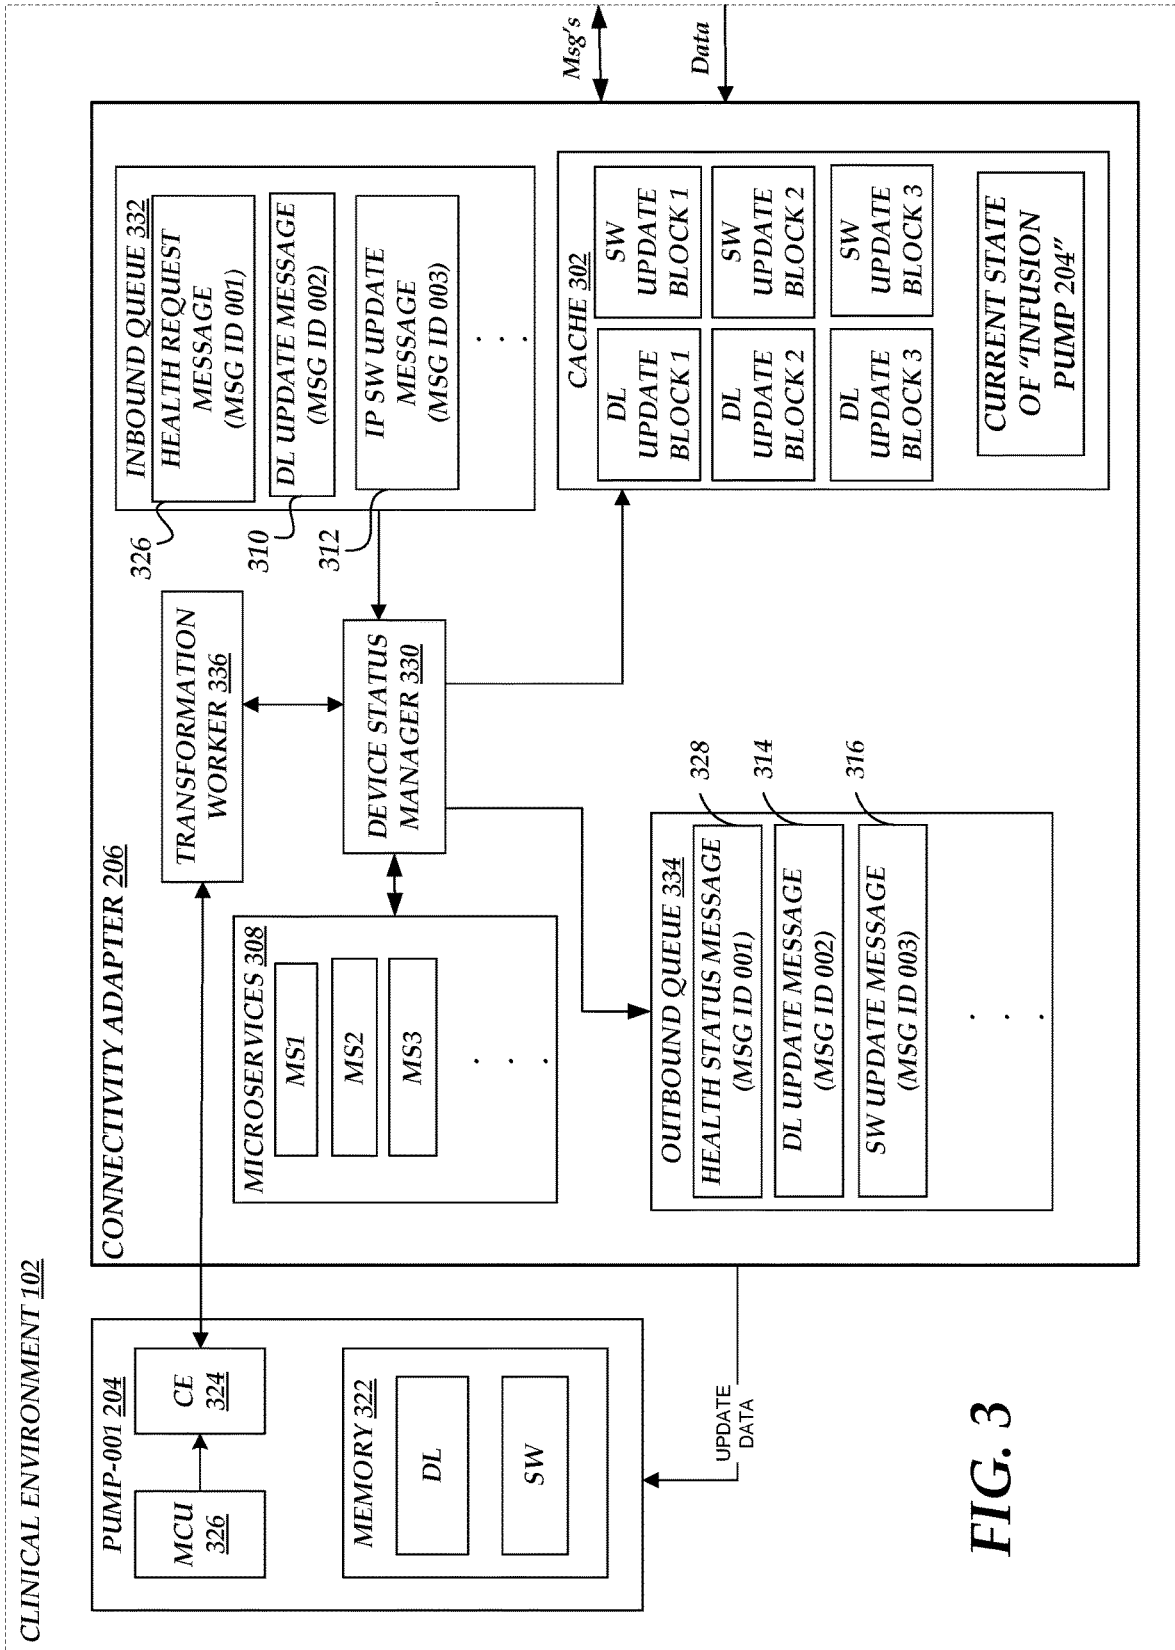 CLINICAL ENVIRONMENT 102
PUMP-001 204
MCU
326
CE
324
MEMORY 322
DL
SW
UPDATE
DATA
CONNECTIVITY ADAPTER 206
TRANSFORMATION
WORKER 336
MICROSERVICES 308
MS1
MS2
MS3
.
.
.
DEVICE STATUS
MANAGER 330
INBOUND QUEUE 332
HEALTH REQUEST
MESSAGE
(MSG ID 001)
326
DL UPDATE MESSAGE
(MSG ID 002)
310
IP SW UPDATE
MESSAGE
(MSG ID 003)
312
.
.
.
OUTBOUND QUEUE 334
HEALTH STATUS MESSAGE
(MSG ID 001)
328
DL UPDATE MESSAGE
(MSG ID 002)
314
SW UPDATE MESSAGE
(MSG ID 003)
316
.
.
.
CACHE 302
DL
UPDATE
BLOCK 1
SW
UPDATE
BLOCK 1
DL
UPDATE
BLOCK 2
SW
UPDATE
BLOCK 2
DL
UPDATE
BLOCK 3
SW
UPDATE
BLOCK 3
CURRENT STATE
OF "INFUSION
PUMP 204"
Msg's
Data
FIG. 3